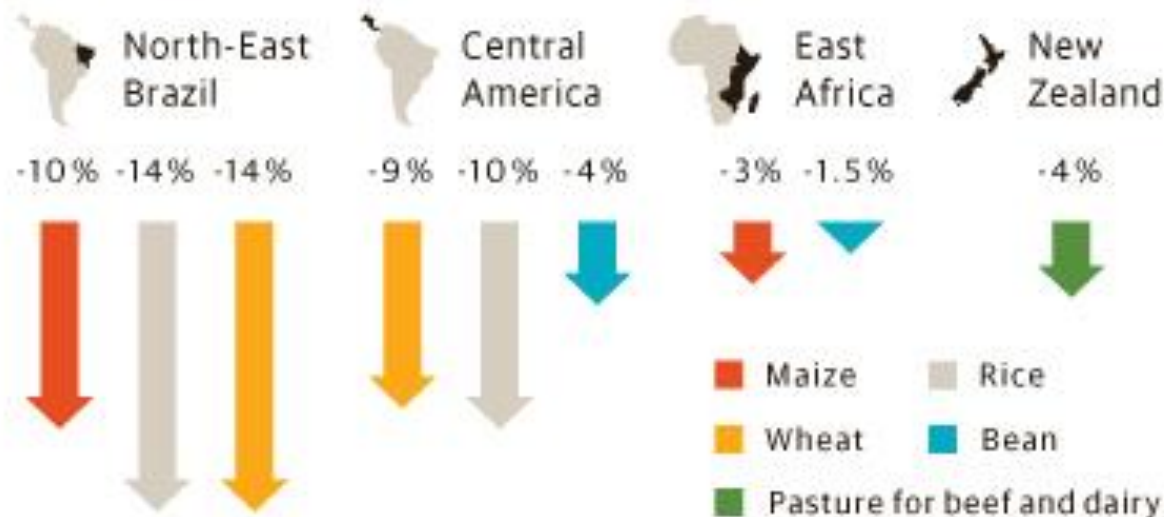 North-East
Brazil
Central
America
East
Africa
New
Zealand
-10% -14% -14%
-9% -10% -4%
-3% -1.5%
-4%
Maize
Rice
Wheat
Bean
Pasture for beef and dairy